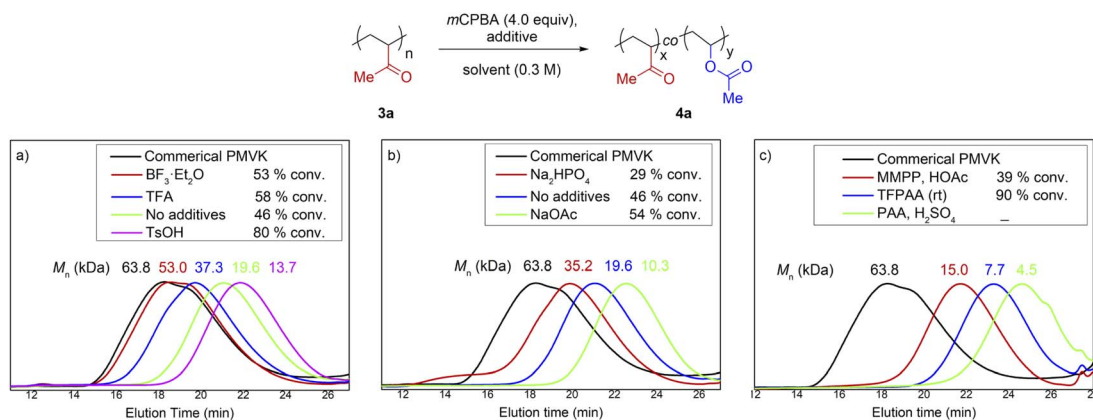 mCPBA (4.0 equiv),
additive
solvent (0.3 M)
n
Me
O
3a
co
x
y
Me
O
O
O
Me
4a
a)
Commerical PMVK
BF3·Et2O 53 % conv.
TFA 58 % conv.
No additives 46 % conv.
TsOH 80 % conv.
Mn (kDa) 63.8 53.0 37.3 19.6 13.7
12 14 16 18 20 22 24 26
Elution Time (min)
b)
Commerical PMVK
Na2HPO4 29 % conv.
No additives 46 % conv.
NaOAc 54 % conv.
Mn (kDa) 63.8 35.2 19.6 10.3
12 14 16 18 20 22 24 26
Elution Time (min)
c)
Commerical PMVK
MMPP, HOAc 39 % conv.
TFPAA (rt) 90 % conv.
PAA, H2SO4 _
Mn (kDa) 63.8 15.0 7.7 4.5
12 14 16 18 20 22 24 26 28
Elution Time (min)